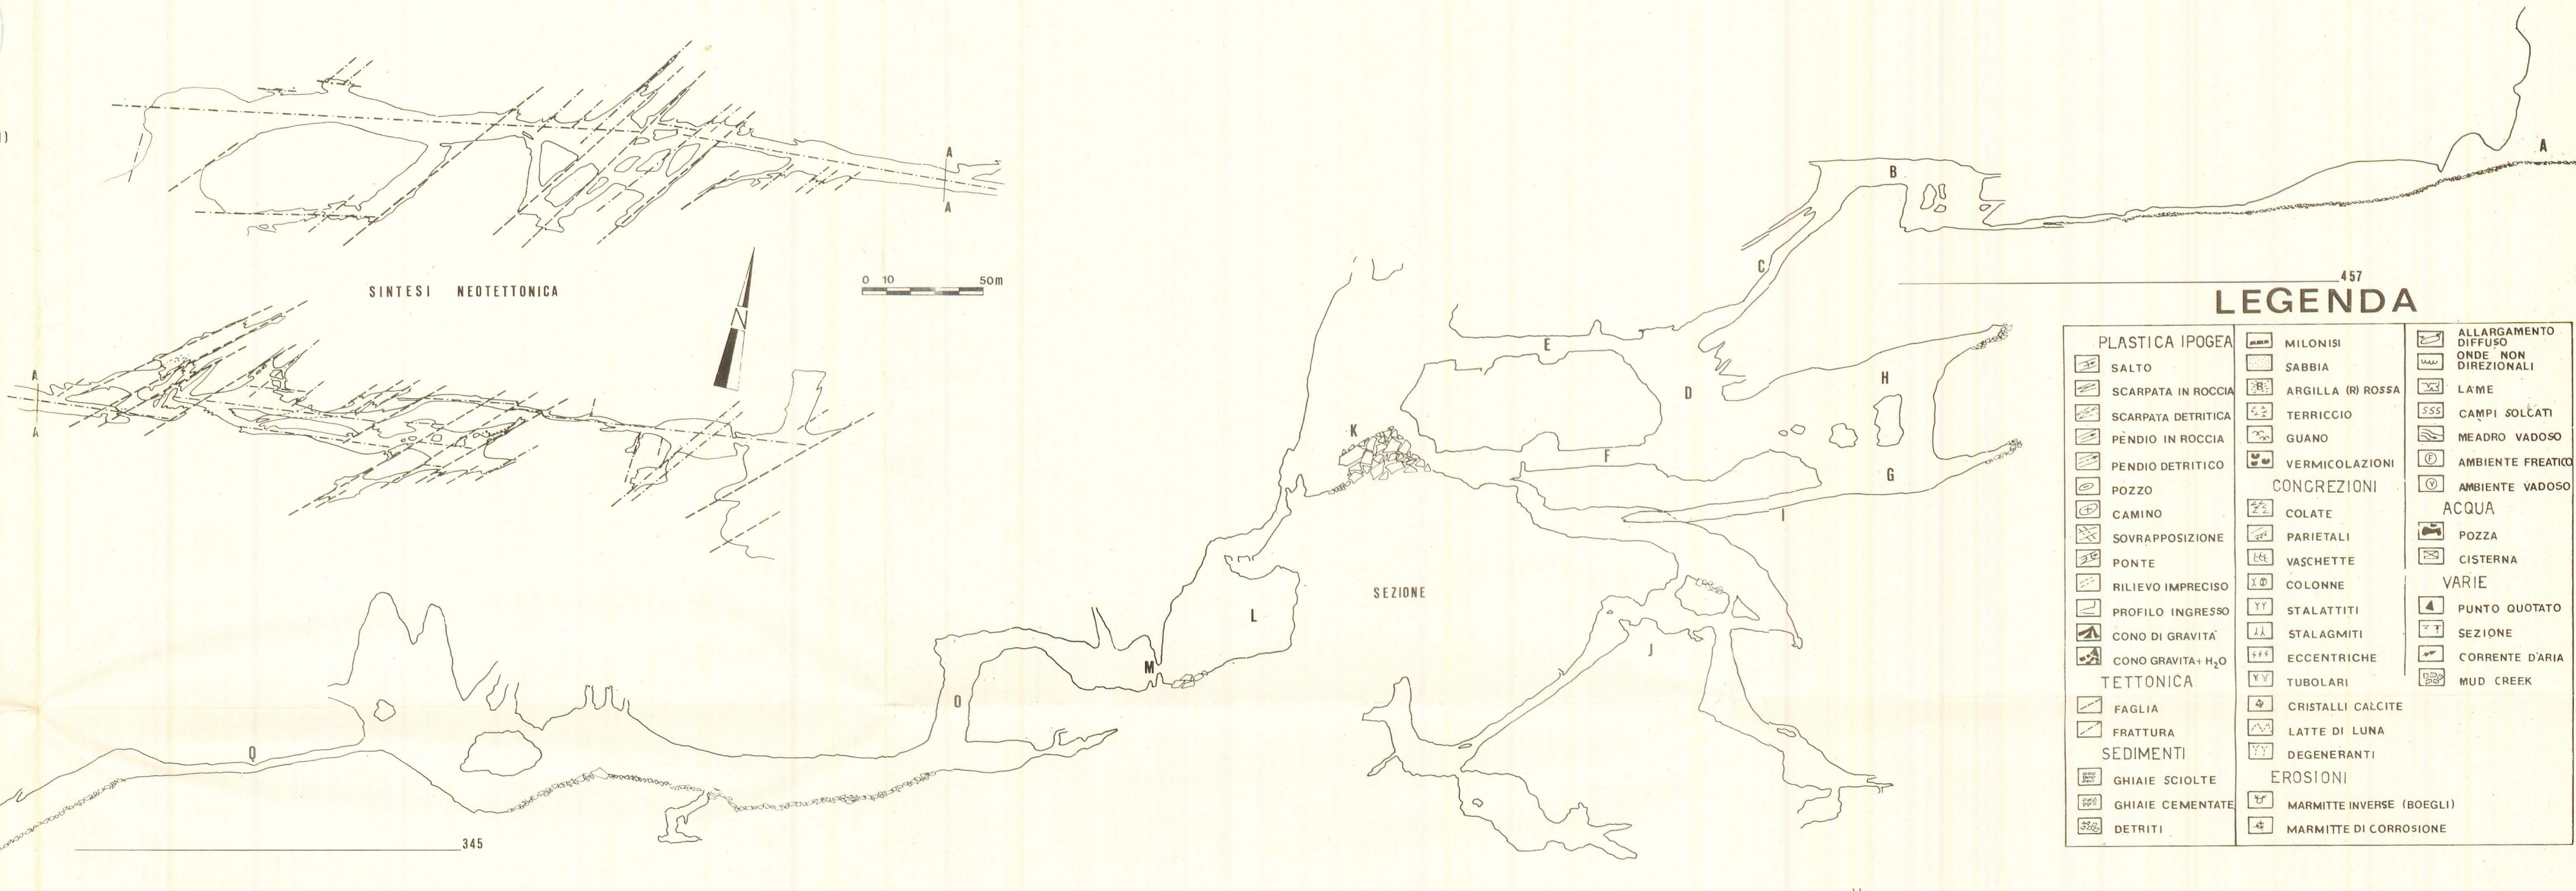 A
A
SINTESI NEOTETTONICA
0 10 50m
N
A
A
SEZIONE
A
B
C
D
E
F
G
H
I
J
K
L
M
O
Q
345
457
LEGENDA
PLASTICA IPOGEA
SALTO
SCARPATA IN ROCCIA
SCARPATA DETRITICA
PENDIO IN ROCCIA
PENDIO DETRITICO
POZZO
CAMINO
SOVRAPPOSIZIONE
PONTE
RILIEVO IMPRECISO
PROFILO INGRESSO
CONO DI GRAVITA'
CONO GRAVITA+ H₂O
TETTONICA
FAGLIA
FRATTURA
SEDIMENTI
GHIAIE SCIOLTE
GHIAIE CEMENTATE
DETRITI
MILONISI
SABBIA
R ARGILLA (R) ROSSA
TERRICCIO
GUANO
VERMICOLAZIONI
CONCREZIONI
COLATE
PARIETALI
VASCHETTE
COLONNE
STALATTITI
STALAGMITI
ECCENTRICHE
TUBOLARI
CRISTALLI CALCITE
LATTE DI LUNA
DEGENERANTI
EROSIONI
MARMITTE INVERSE (BOEGLI)
MARMITTE DI CORROSIONE
ALLARGAMENTO
DIFFUSO
ONDE NON
DIREZIONALI
LAME
SSS CAMPI SOLCATI
MEADRO VADOSO
F AMBIENTE FREATICO
V AMBIENTE VADOSO
ACQUA
POZZA
CISTERNA
VARIE
PUNTO QUOTATO
SEZIONE
CORRENTE D'ARIA
MUD CREEK